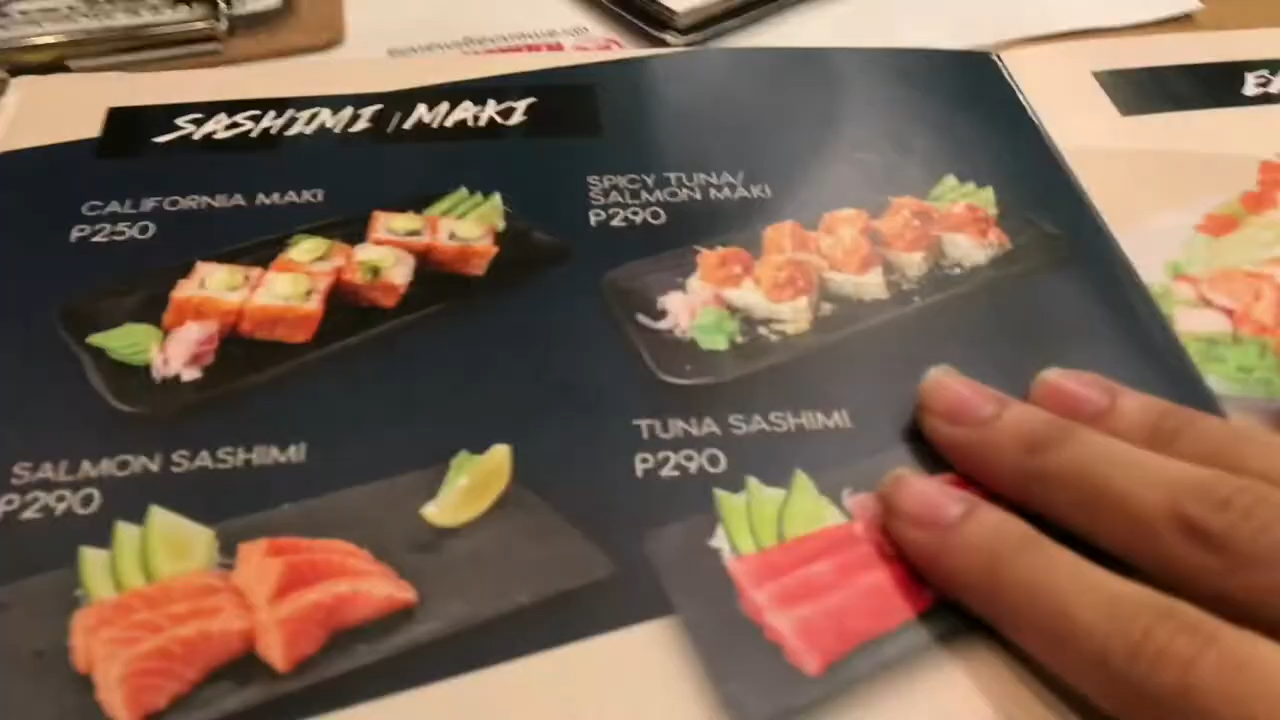 SASHIMI / MAKI
CALIFORNIA MAKI
P250
SPICY TUNA/
SALMON MAKI
P290
SALMON SASHIMI
P290
TUNA SASHIMI
P290